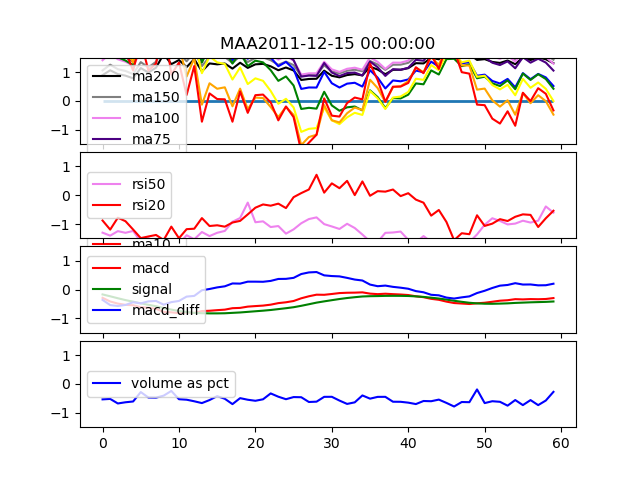 MAA2011-12-15 00:00:00
1
0
−1
ma200
ma150
ma100
ma75
ma10
1
0
−1
rsi50
rsi20
1
0
−1
macd
signal
macd_diff
1
0
−1
volume as pct
0 10 20 30 40 50 60